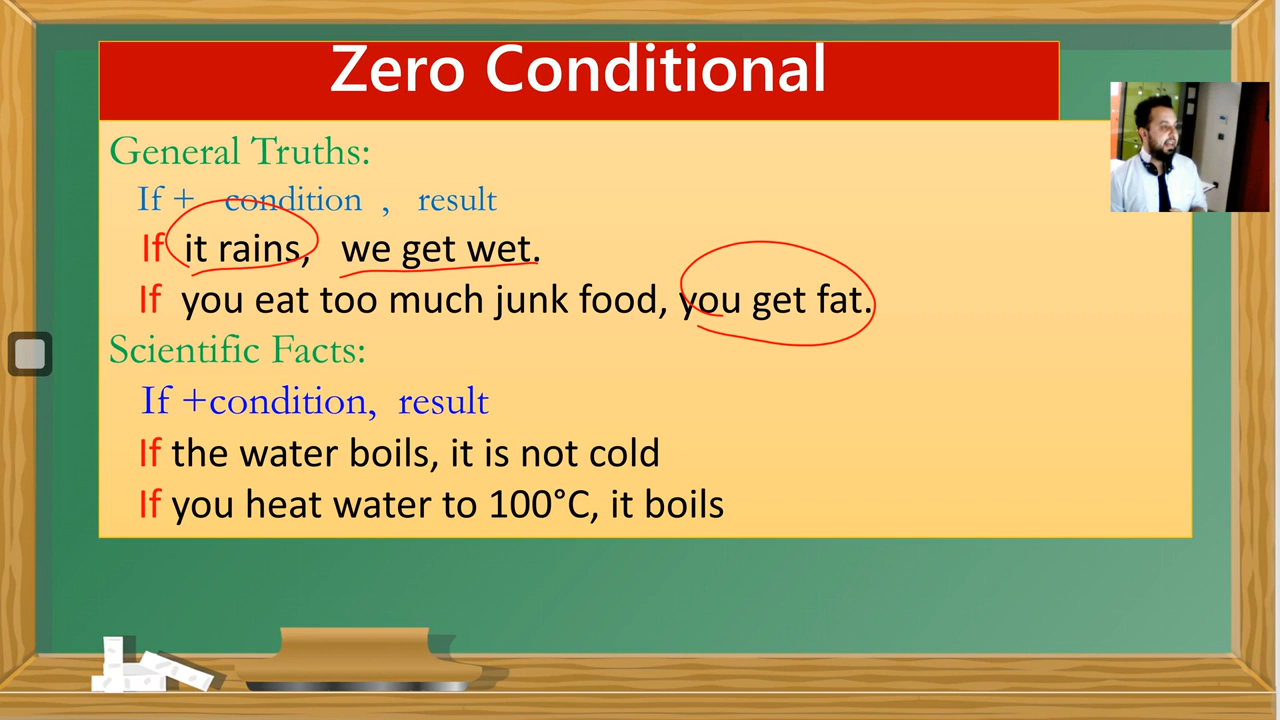 Zero Conditional
General Truths:
If + condition , result
If it rains, we get wet.
If you eat too much junk food, you get fat.
Scientific Facts:
If +condition, result
If the water boils, it is not cold
If you heat water to 100°C, it boils